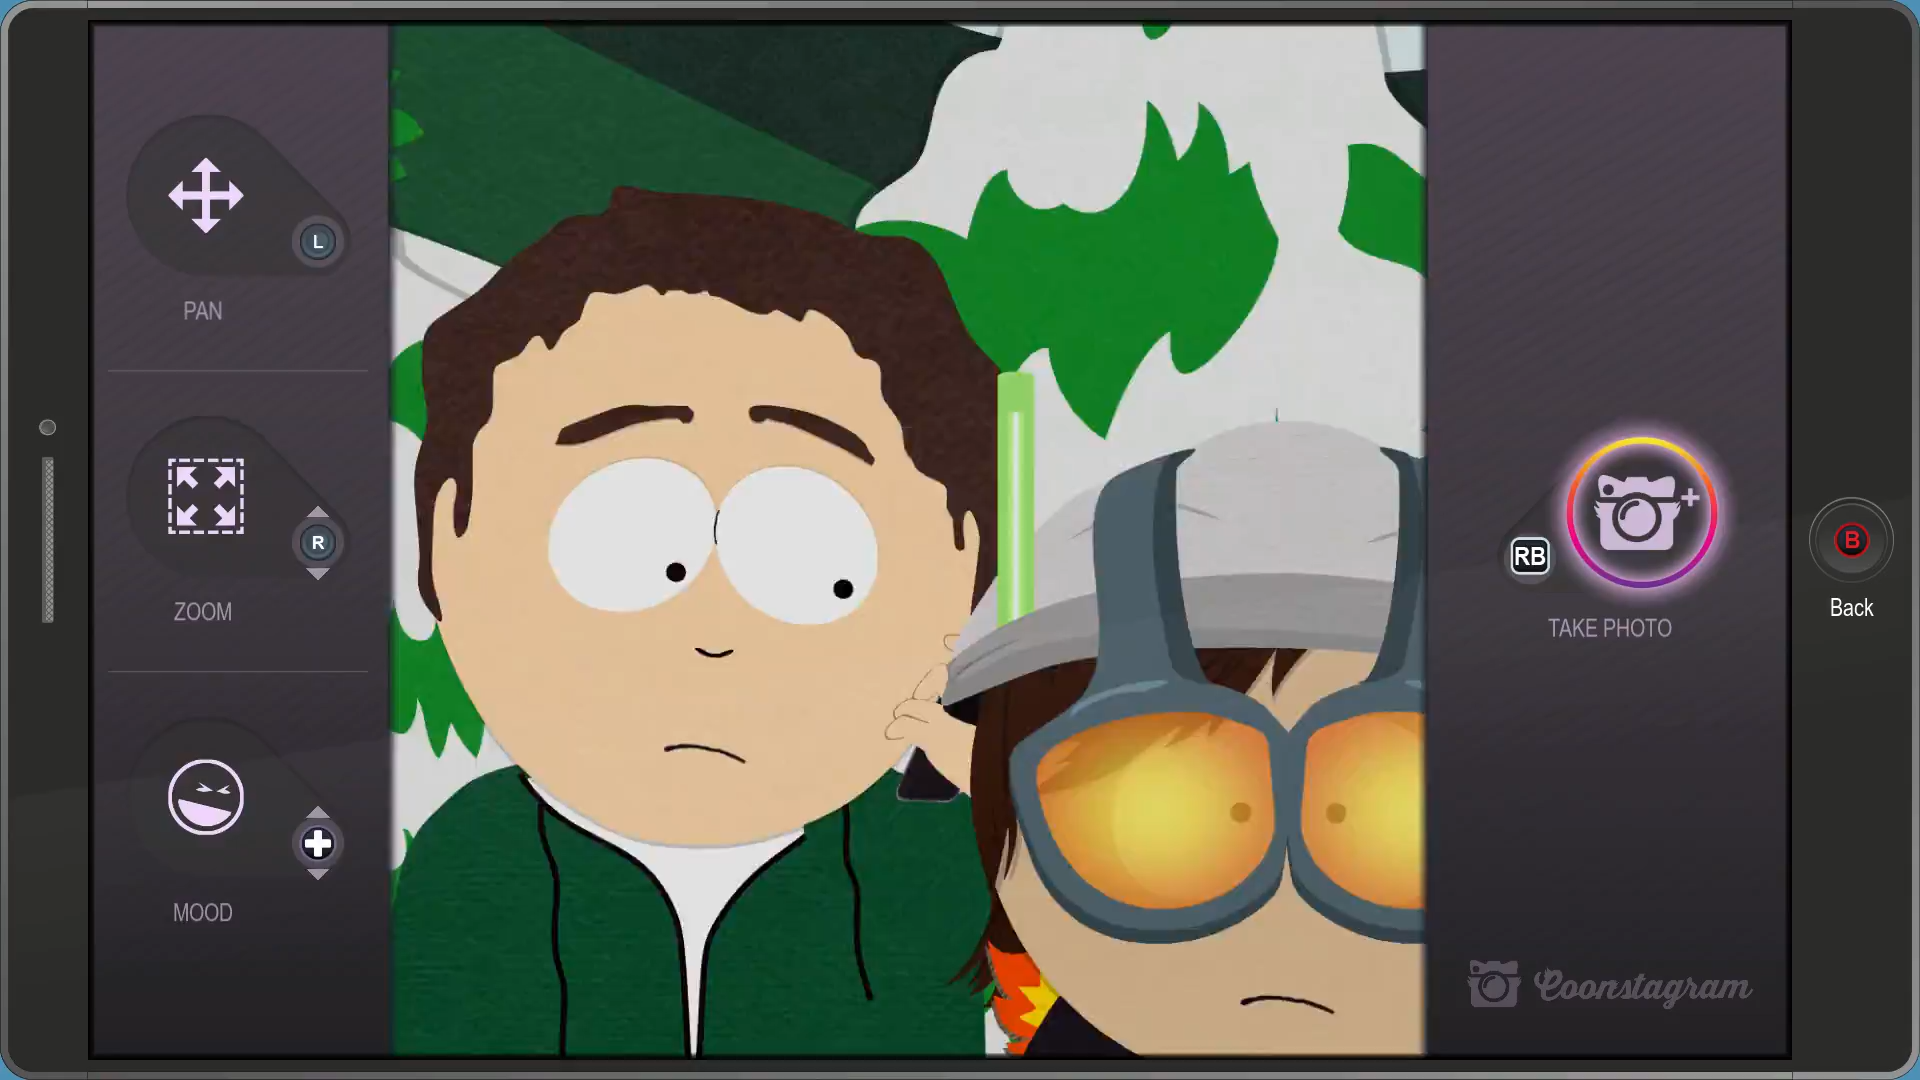 PAN
L
ZOOM
R
MOOD
RB
TAKE PHOTO
B
Back
Coonstagram